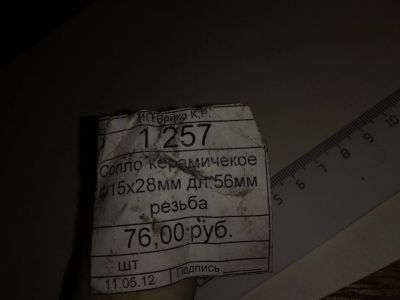 ИП Бойко К.Р.
1 257
Сопло керамичекое
ф15х28мм дл.56мм
резьба
76,00 руб.
шт
11.05.12 Подпись
5 6 7 8 9 10